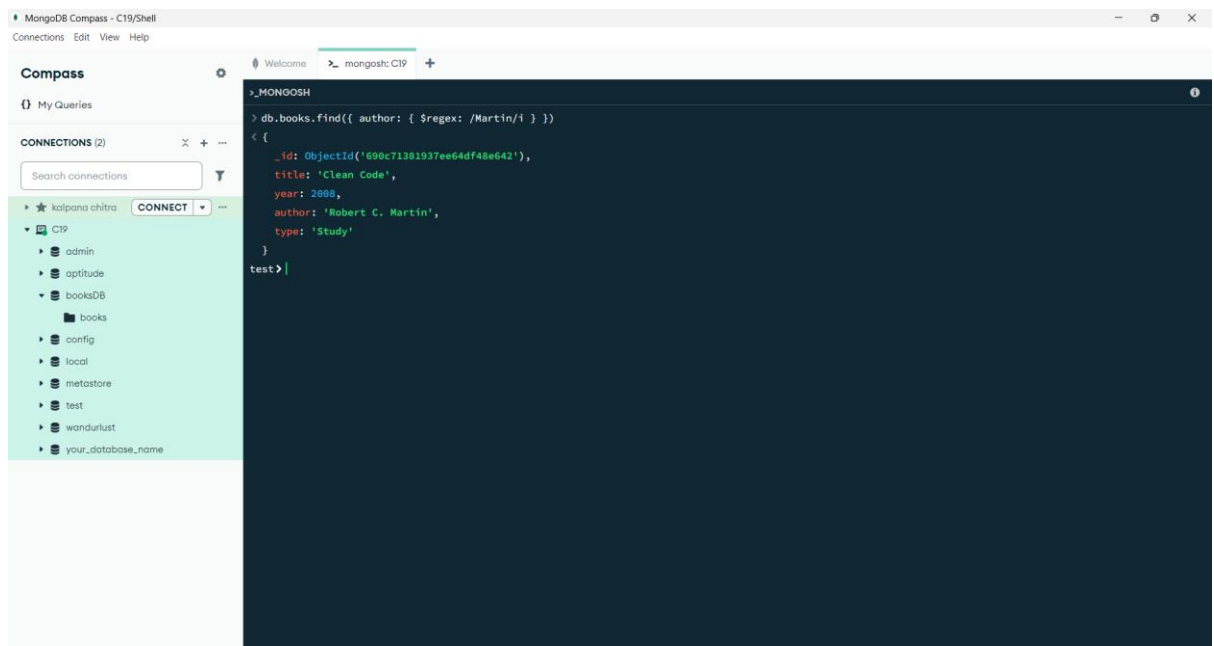 MongoDB Compass - C19/Shell
Connections Edit View Help
Compass
{} My Queries
CONNECTIONS (2)
Search connections
kalpana chitra CONNECT
C19
admin
aptitude
booksDB
books
config
local
metastore
test
wandurlust
your_database_name
Welcome >_ mongosh: C19 +
>_MONGOSH
> db.books.find({ author: { $regex: /Martin/i } })
< {
_id: ObjectId('690c71381937ee64df48e642'),
title: 'Clean Code',
year: 2008,
author: 'Robert C. Martin',
type: 'Study'
}
test>